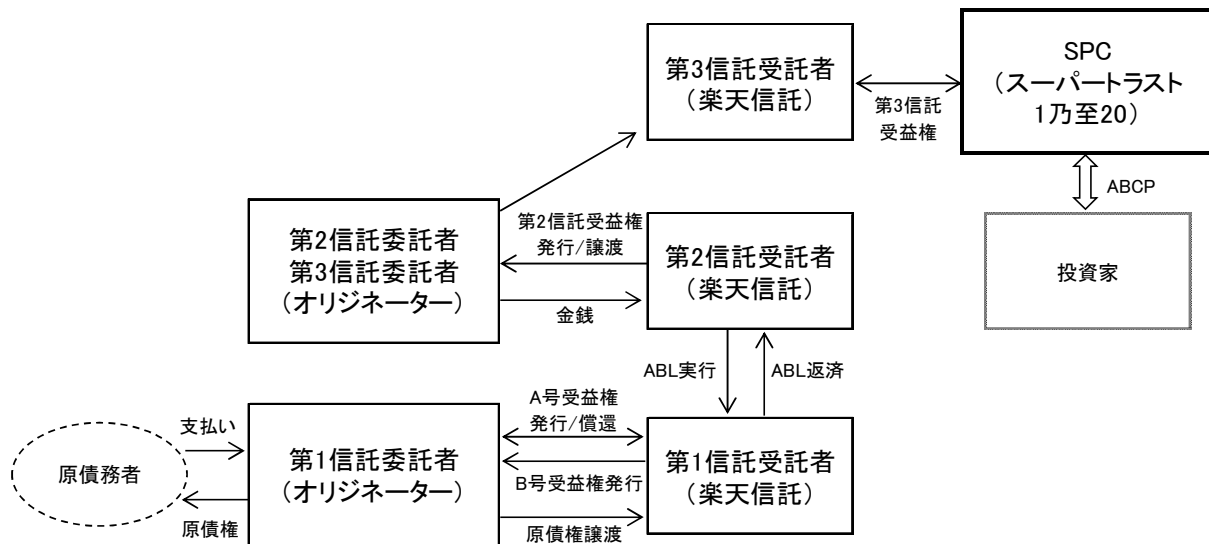 第3信託受託者
（楽天信託）
第3信託
受益権
SPC
（スーパートラスト
1乃至20）
ABCP
投資家
第2信託委託者
第3信託委託者
（オリジネーター）
第2信託受益権
発行/譲渡
金銭
第2信託受託者
（楽天信託）
ABL実行
ABL返済
原債務者
支払い
原債権
第1信託委託者
（オリジネーター）
A号受益権
発行/償還
B号受益権発行
原債権譲渡
第1信託受託者
（楽天信託）